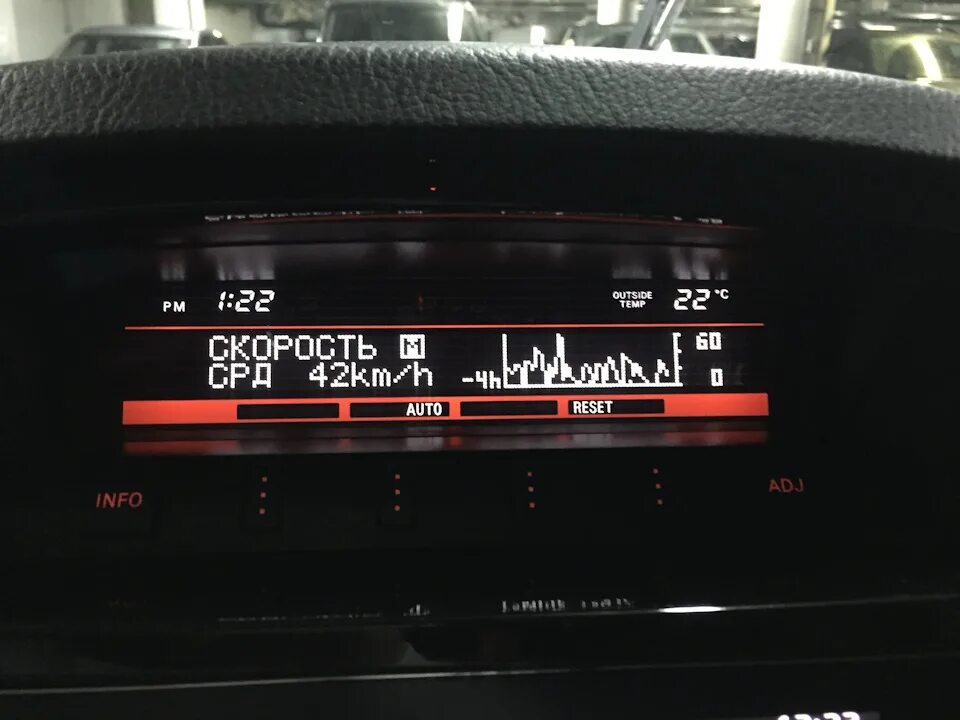 PM 1:22 OUTSIDE TEMP 22 °C
СКОРОСТЬ M 60
СРД 42km/h -4h 0
AUTO RESET
INFO ADJ